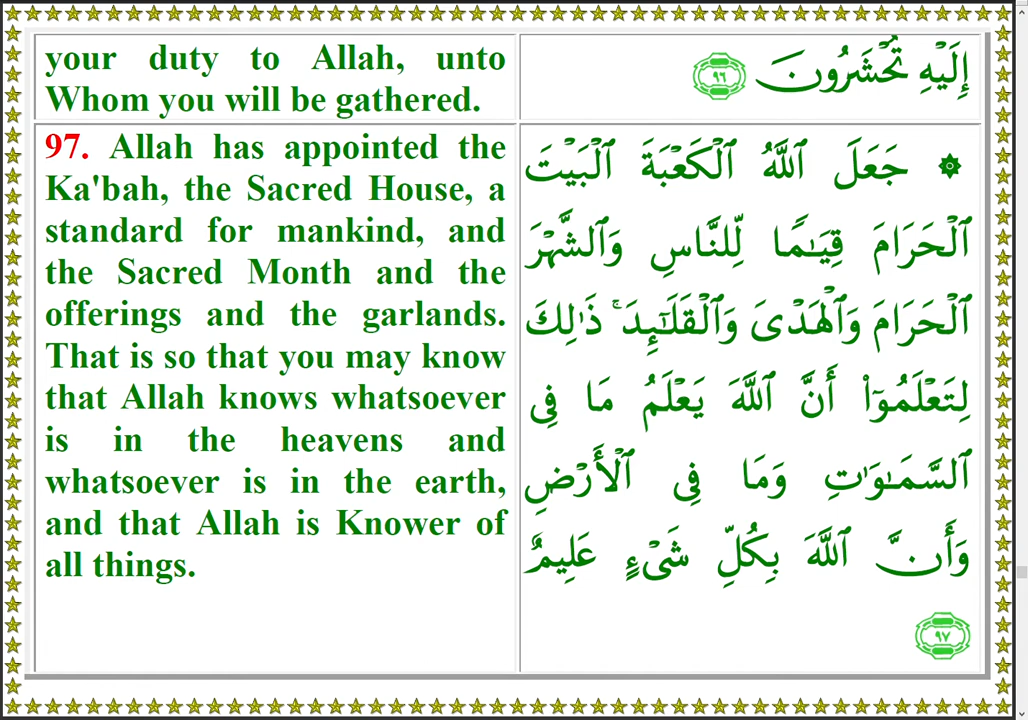 your duty to Allah, unto
Whom you will be gathered.
إِلَيْهِ تُحْشَرُونَ ٩٦
97. Allah has appointed the
Ka'bah, the Sacred House, a
standard for mankind, and
the Sacred Month and the
offerings and the garlands.
That is so that you may know
that Allah knows whatsoever
is in the heavens and
whatsoever is in the earth,
and that Allah is Knower of
all things.
۞ جَعَلَ ٱللَّهُ ٱلْكَعْبَةَ ٱلْبَيْتَ
ٱلْحَرَامَ قِيَـٰمًا لِّلنَّاسِ وَٱلشَّهْرَ
ٱلْحَرَامَ وَٱلْهَدْىَ وَٱلْقَلَـٰٓئِدَ ۚ ذَٰلِكَ
لِتَعْلَمُوٓا۟ أَنَّ ٱللَّهَ يَعْلَمُ مَا فِى
ٱلسَّمَـٰوَٰتِ وَمَا فِى ٱلْأَرْضِ
وَأَنَّ ٱللَّهَ بِكُلِّ شَىْءٍ عَلِيمٌ
٩٧